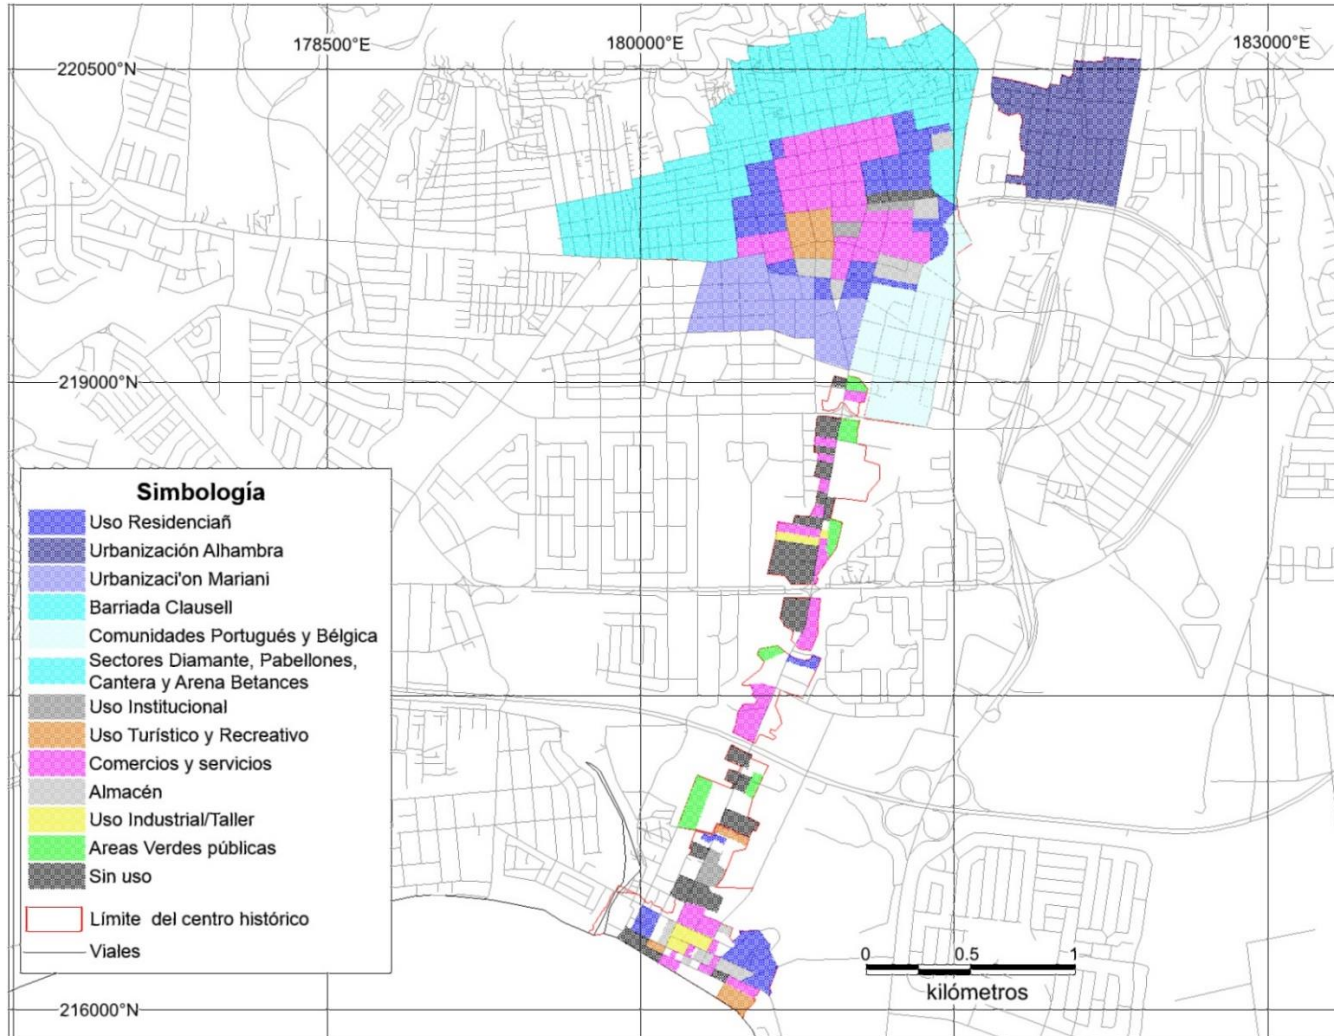 178500°E
180000°E
183000°E
220500°N
219000°N
Simbología
Uso Residenciañ
Urbanización Alhambra
Urbanizaci'on Mariani
Barriada Clausell
Comunidades Portugués y Bélgica
Sectores Diamante, Pabellones,
Cantera y Arena Betances
Uso Institucional
Uso Turístico y Recreativo
Comercios y servicios
Almacén
Uso Industrial/Taller
Areas Verdes públicas
Sin uso
Límite del centro histórico
Viales
0 0.5 1
kilómetros
216000°N